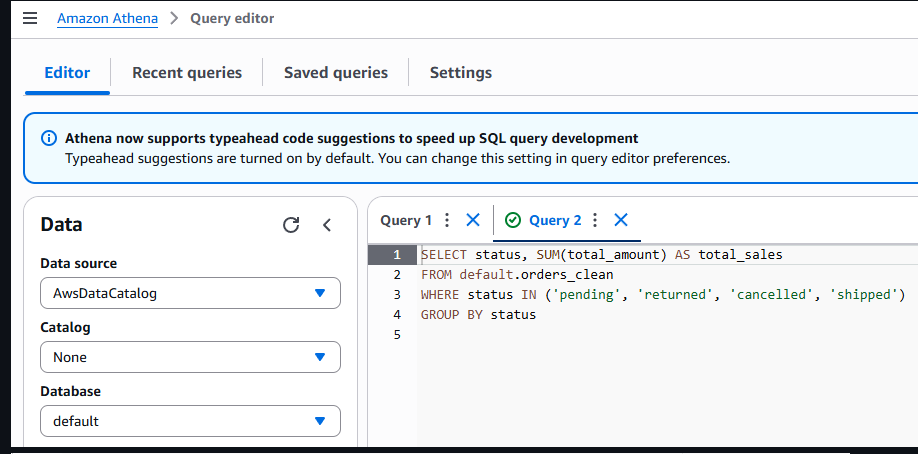 Amazon Athena > Query editor
Editor Recent queries Saved queries Settings
Athena now supports typeahead code suggestions to speed up SQL query development
Typeahead suggestions are turned on by default. You can change this setting in query editor preferences.
Data
Data source
AwsDataCatalog
Catalog
None
Database
default
Query 1 Query 2
1 SELECT status, SUM(total_amount) AS total_sales
2 FROM default.orders_clean
3 WHERE status IN ('pending', 'returned', 'cancelled', 'shipped')
4 GROUP BY status
5